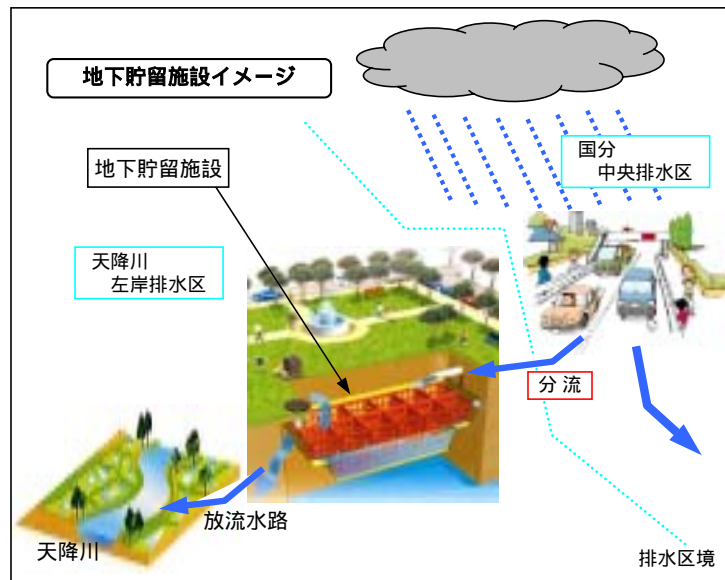 地下貯留施設イメージ
国分
中央排水区
地下貯留施設
天降川
左岸排水区
分流
放流水路
天降川
排水区境